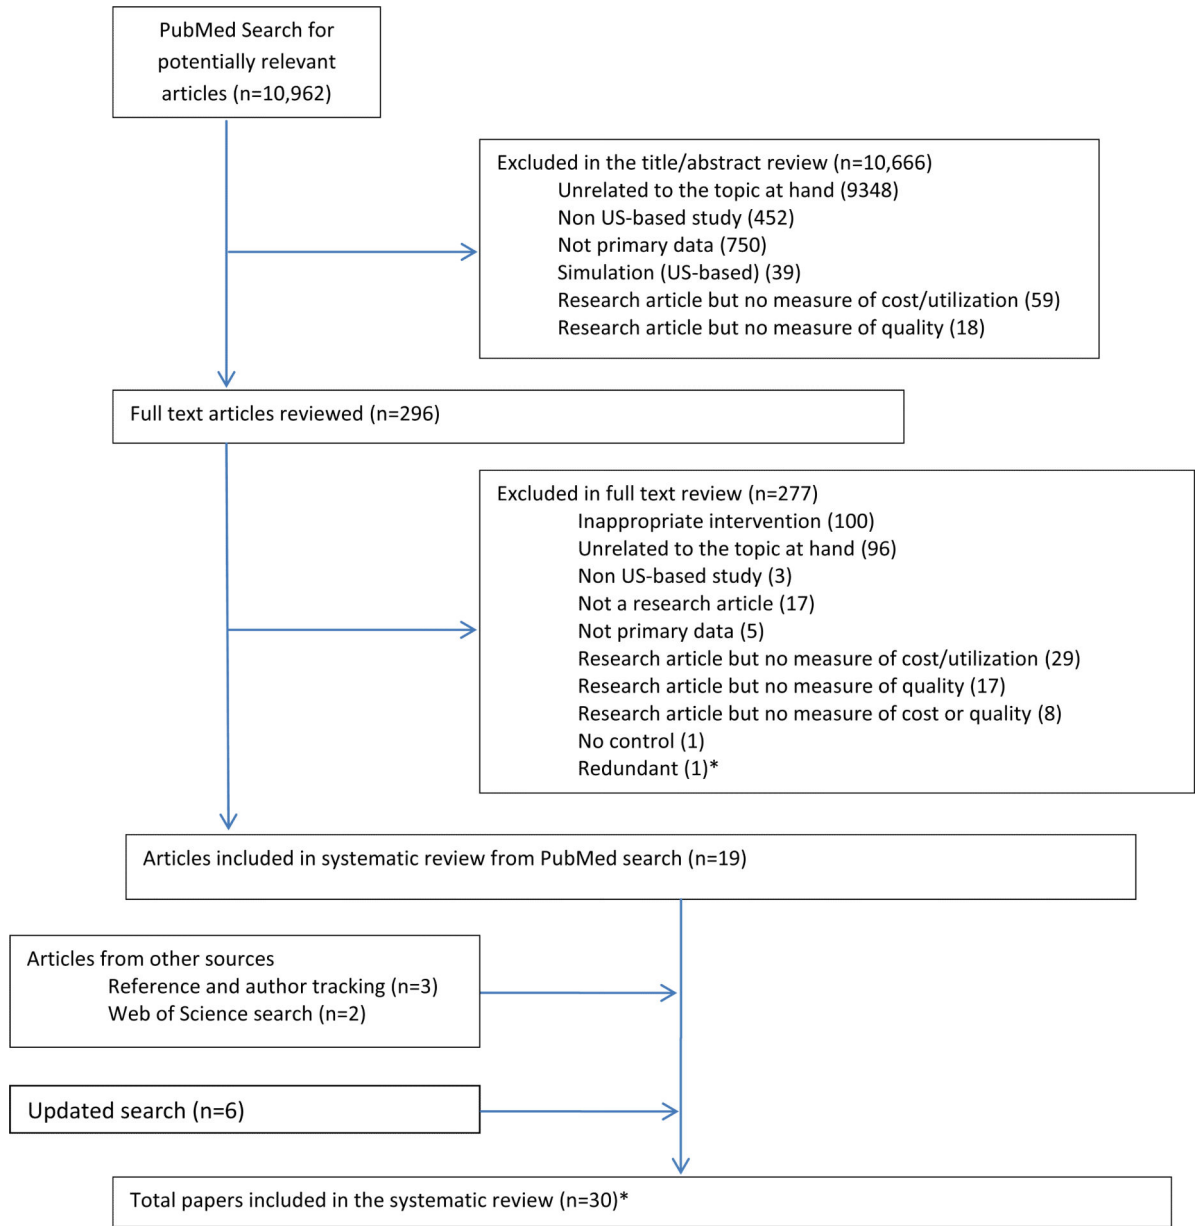 PubMed Search for
potentially relevant
articles (n=10,962)
Excluded in the title/abstract review (n=10,666)
Unrelated to the topic at hand (9348)
Non US-based study (452)
Not primary data (750)
Simulation (US-based) (39)
Research article but no measure of cost/utilization (59)
Research article but no measure of quality (18)
Full text articles reviewed (n=296)
Excluded in full text review (n=277)
Inappropriate intervention (100)
Unrelated to the topic at hand (96)
Non US-based study (3)
Not a research article (17)
Not primary data (5)
Research article but no measure of cost/utilization (29)
Research article but no measure of quality (17)
Research article but no measure of cost or quality (8)
No control (1)
Redundant (1)*
Articles included in systematic review from PubMed search (n=19)
Articles from other sources
Reference and author tracking (n=3)
Web of Science search (n=2)
Updated search (n=6)
Total papers included in the systematic review (n=30)*